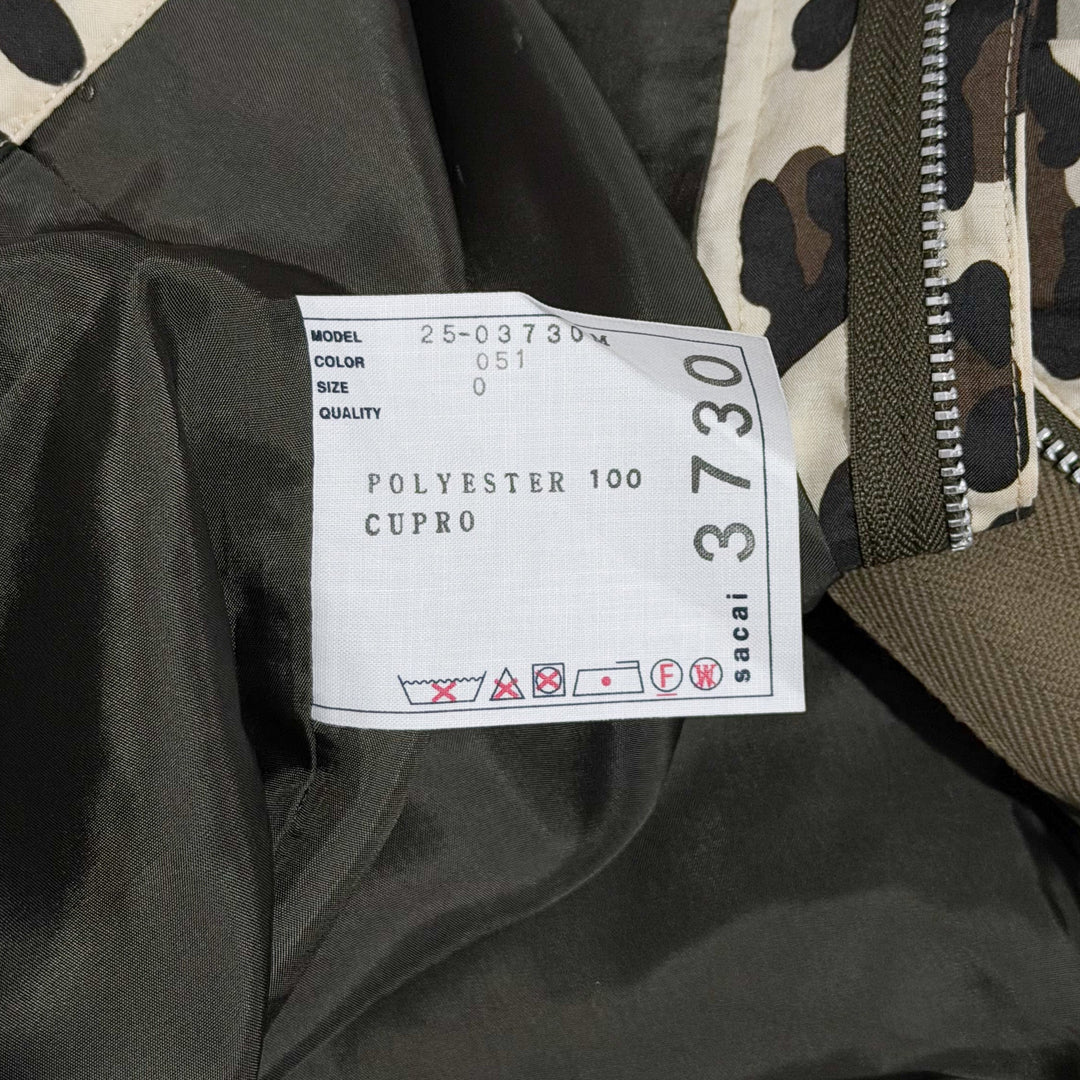 MODEL 25-03730M
COLOR 051
SIZE 0
QUALITY
POLYESTER 100
CUPRO
F W
sacai 3730